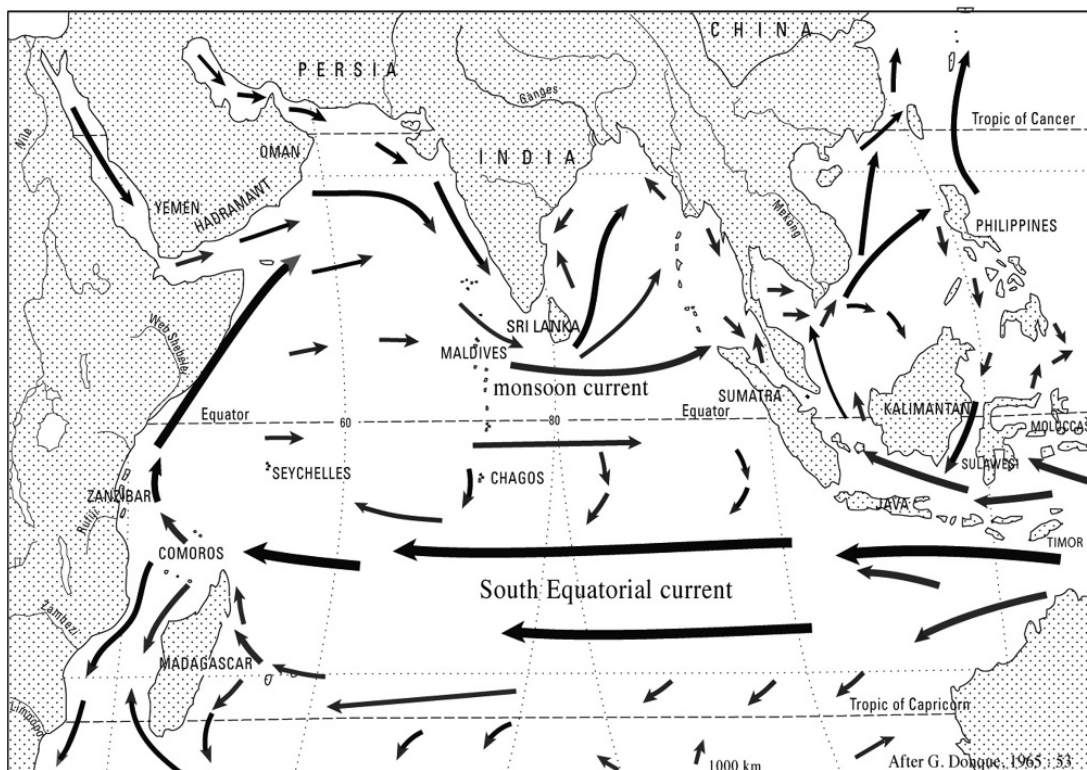 CHINA
PERSIA
Ganges
Nile
Tropic of Cancer
OMAN
INDIA
YEMEN
HADRAMAWT
Mekong
PHILIPPINES
SRI LANKA
Web Shebeler
MALDIVES
monsoon current
SUMATRA
Equator
60
80
Equator
KALIMANTAN
MOLUCCAS
SEYCHELLES
CHAGOS
SULAWESI
ZANZIBAR
JAVA
Rufiji
COMOROS
TIMOR
South Equatorial current
Zambezi
MADAGASCAR
Limpopo
Tropic of Capricorn
1000 km
After G. Donque, 1965 : 53